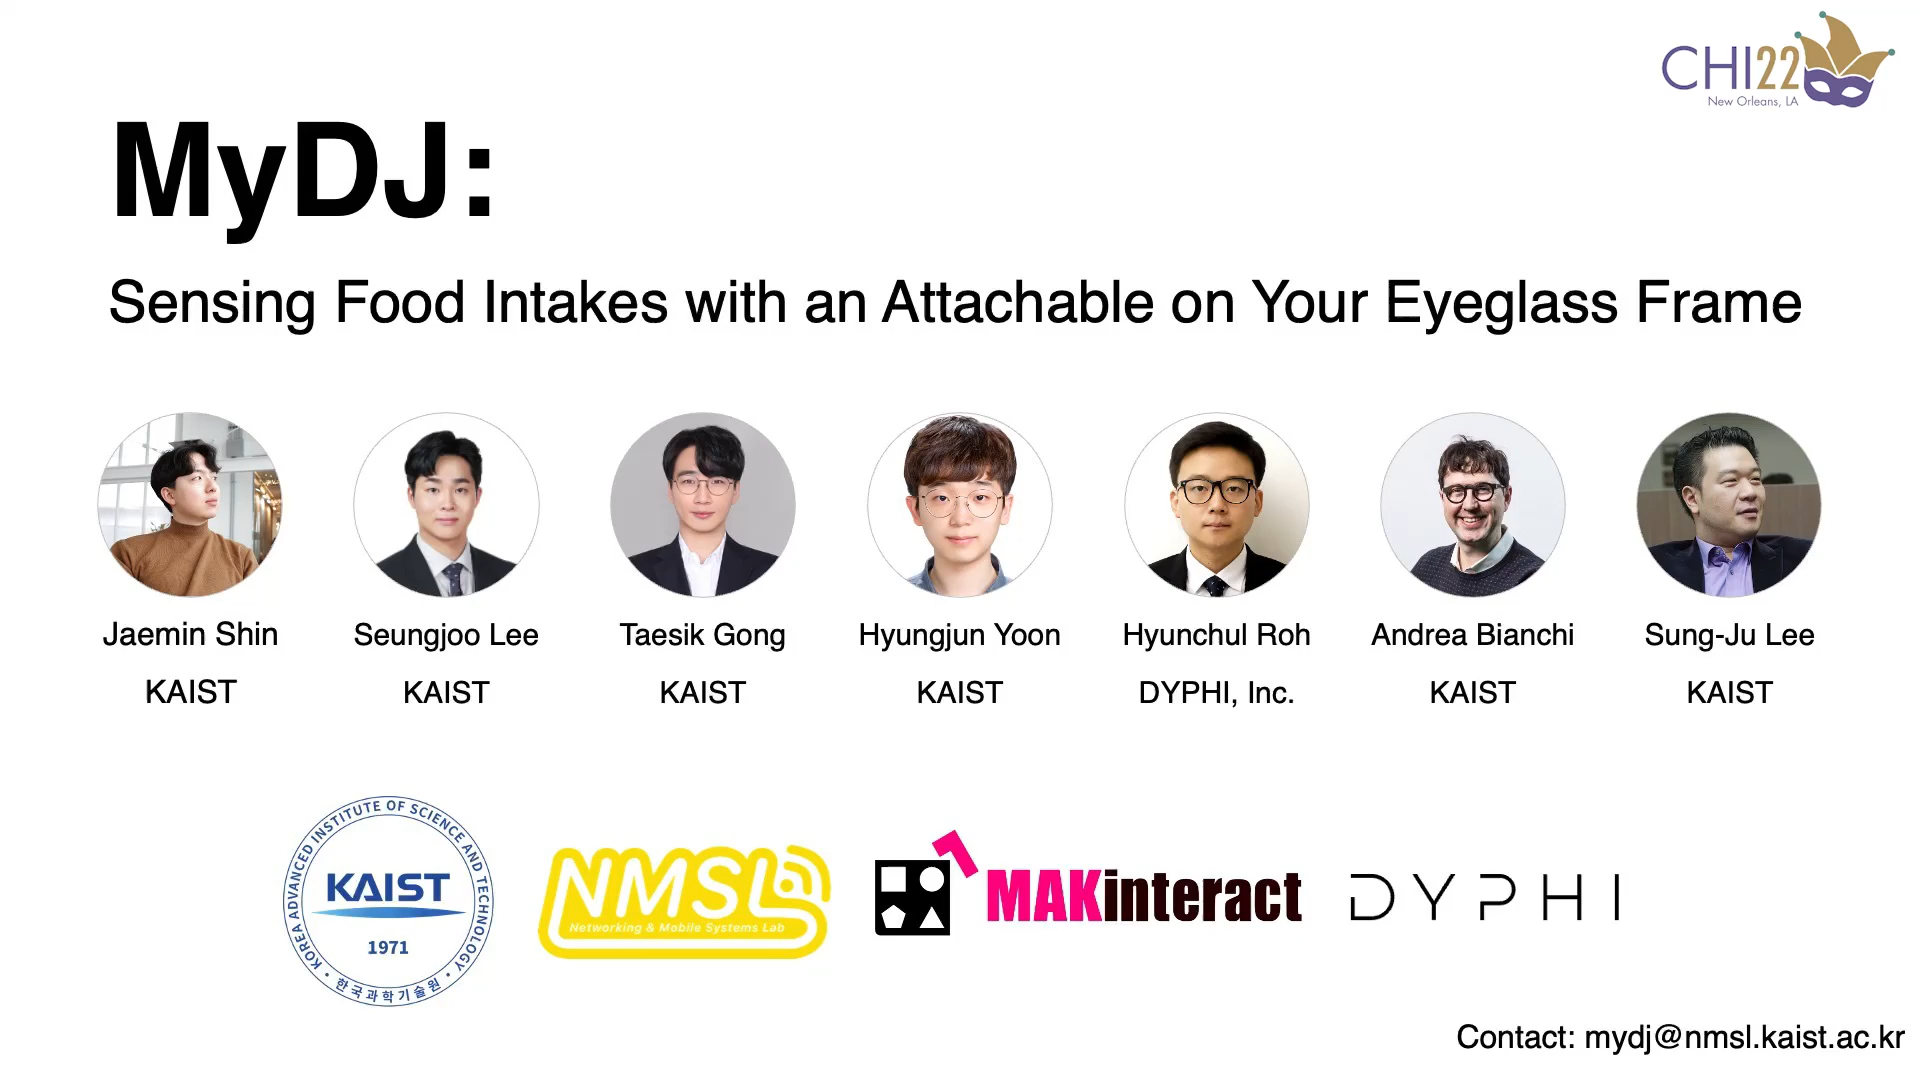 CHI22
New Orleans, LA
MyDJ:
Sensing Food Intakes with an Attachable on Your Eyeglass Frame
Jaemin Shin
KAIST
Seungjoo Lee
KAIST
Taesik Gong
KAIST
Hyungjun Yoon
KAIST
Hyunchul Roh
DYPHI, Inc.
Andrea Bianchi
KAIST
Sung-Ju Lee
KAIST
KOREA ADVANCED INSTITUTE OF SCIENCE AND TECHNOLOGY
KAIST
1971
한국과학기술원
NMSL
Networking & Mobile Systems Lab
MAKinteract
DYPHI
Contact: mydj@nmsl.kaist.ac.kr